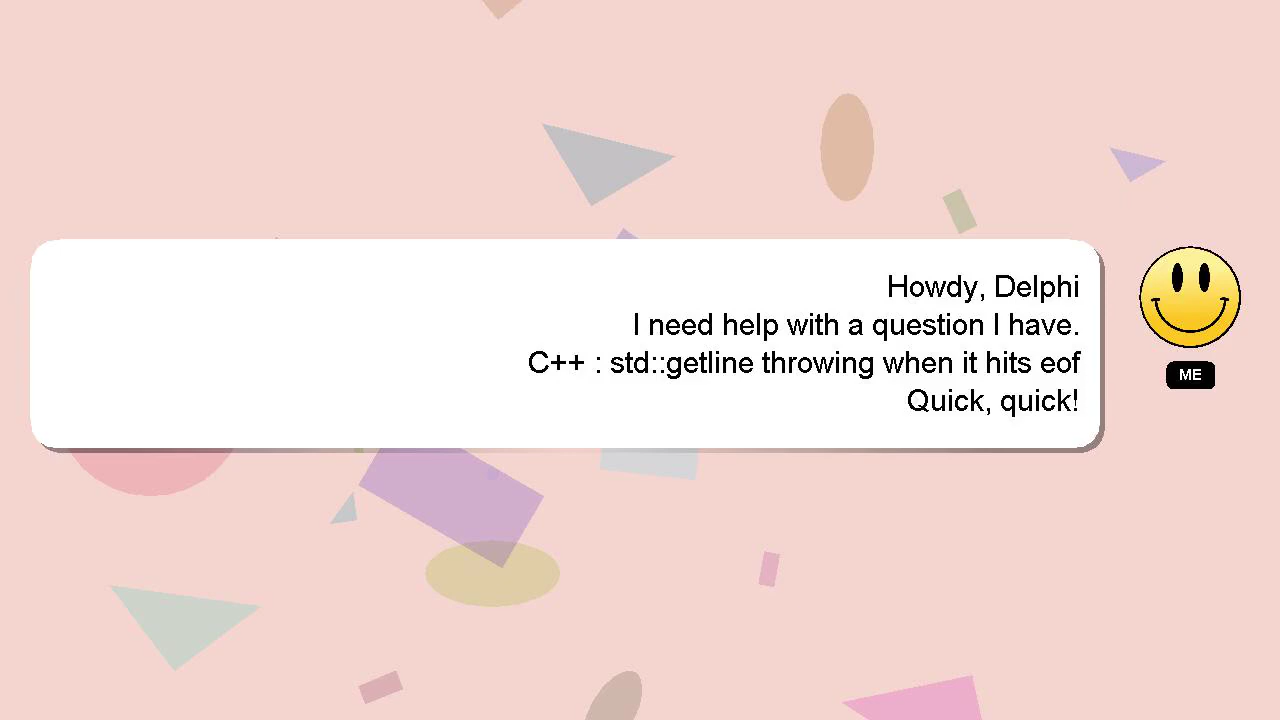 Howdy, Delphi
I need help with a question I have.
C++ : std::getline throwing when it hits eof
Quick, quick!
ME